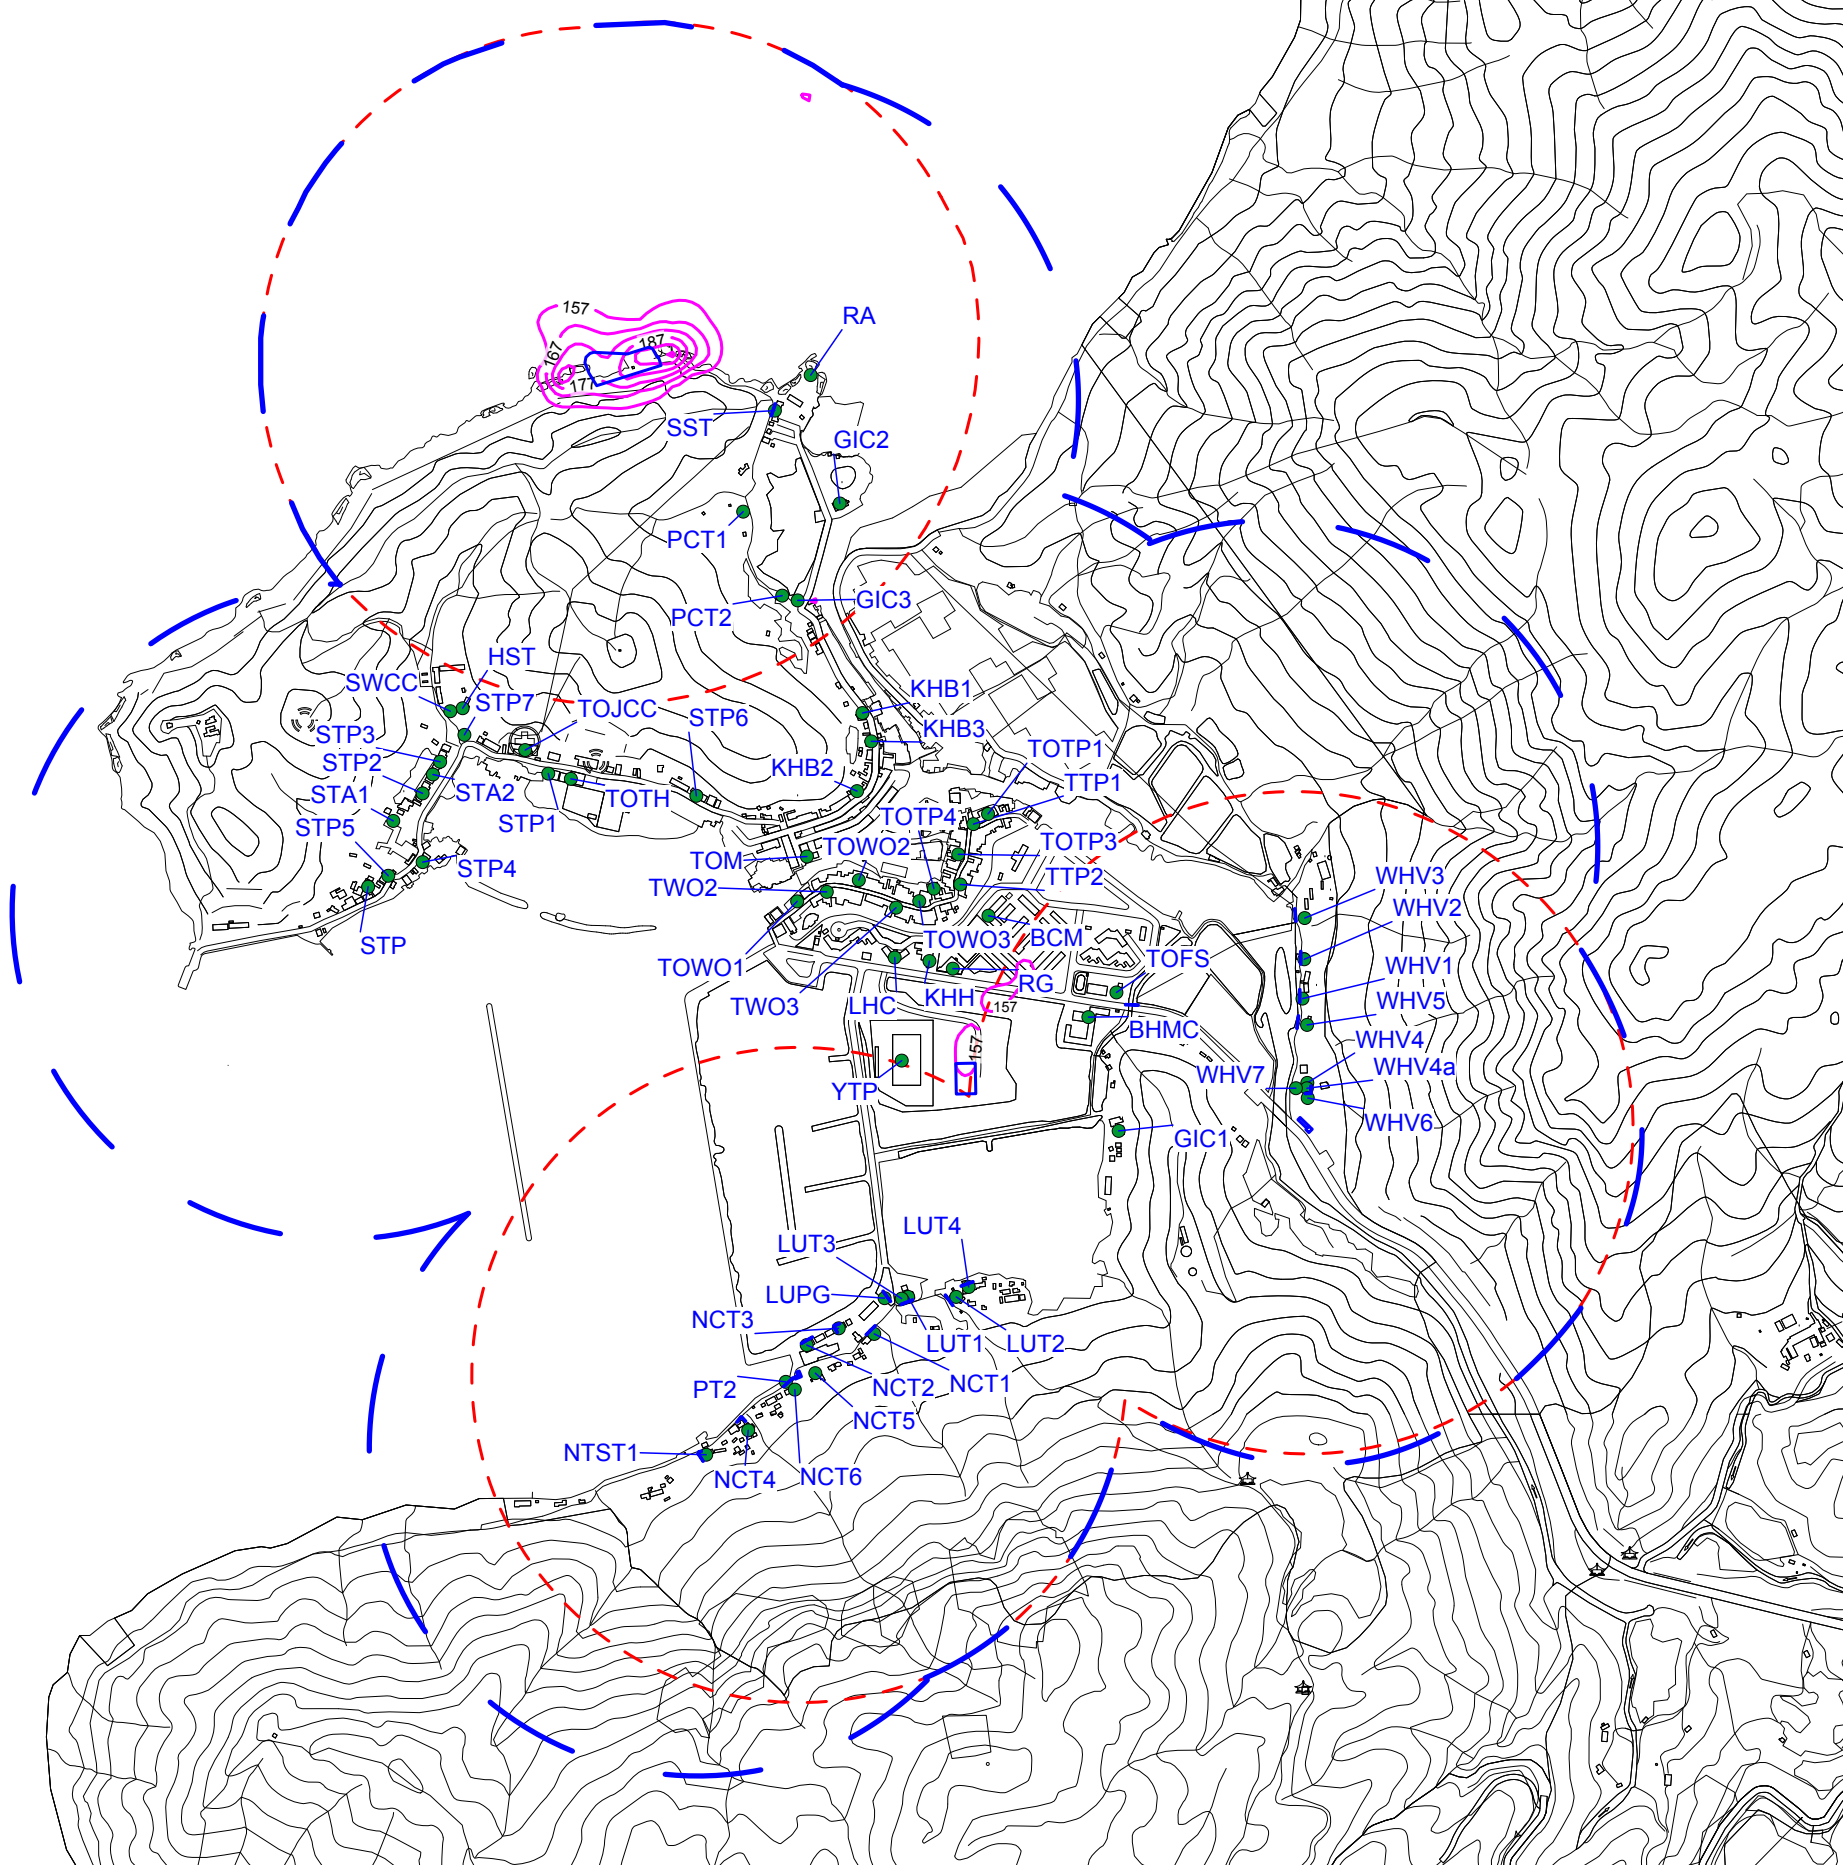 157
RA
167
187
177
SST
GIC2
PCT1
PCT2
GIC3
HST
SWCC
STP7
TOJCC
STP6
KHB1
KHB3
STP3
STP2
STA1
STA2
TOTH
STP1
STP5
STP4
STP
KHB2
TOTP1
TTP1
TOTP4
TOTP3
TOM
TOWO2
TWO2
TTP2
TOWO3
BCM
TOWO1
TWO3
LHC
KHH
RG
TOFS
157
BHMC
157
YTP
WHV3
WHV2
WHV1
WHV5
WHV4
WHV4a
WHV7
WHV6
GIC1
LUT4
LUT3
LUPG
NCT3
LUT1
LUT2
PT2
NCT2
NCT1
NCT5
NTST1
NCT4
NCT6